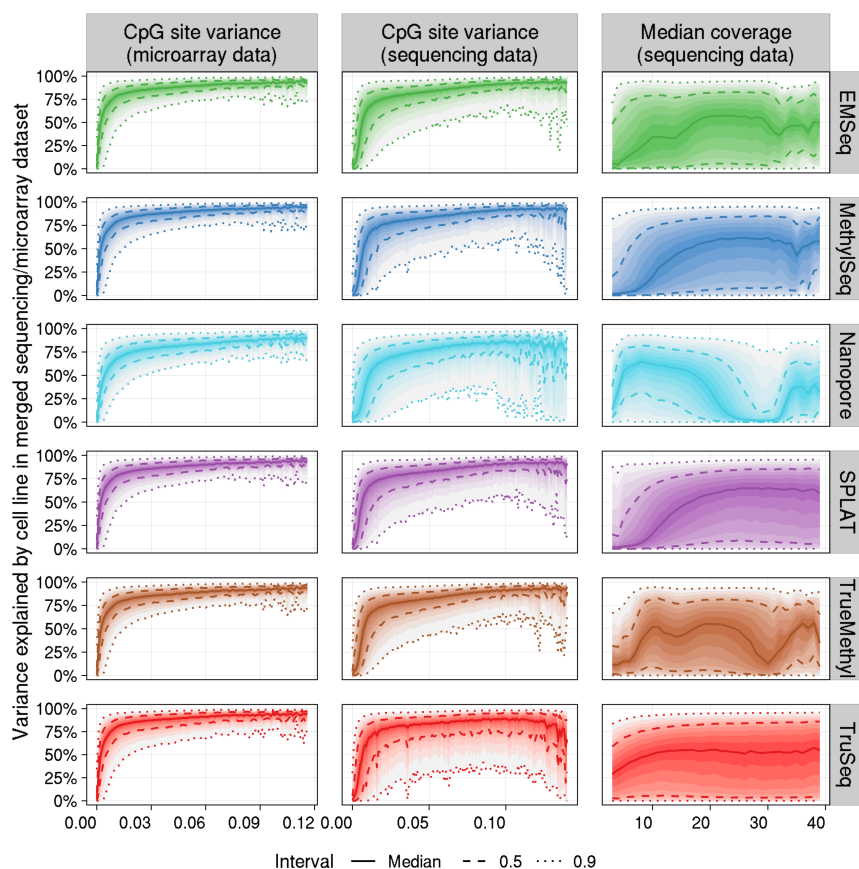 CpG site variance
(microarray data)
CpG site variance
(sequencing data)
Median coverage
(sequencing data)
Variance explained by cell line in merged sequencing/microarray dataset
100%
75%
50%
25%
0%
EMSeq
100%
75%
50%
25%
0%
MethylSeq
100%
75%
50%
25%
0%
Nanopore
100%
75%
50%
25%
0%
SPLAT
100%
75%
50%
25%
0%
TrueMethyl
100%
75%
50%
25%
0%
TruSeq
0.00 0.03 0.06 0.09 0.12 0.00 0.05 0.10 10 20 30 40
Interval Median 0.5 0.9